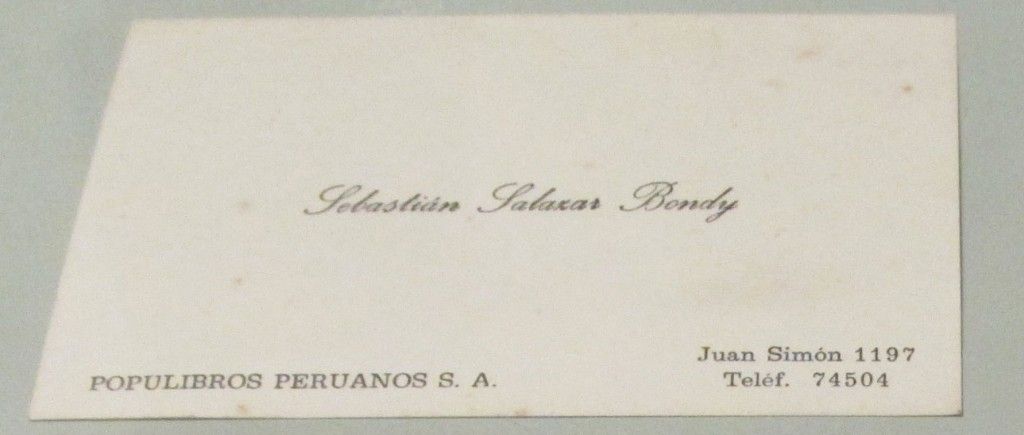 Sebastián Salazar Bondy
POPULIBROS PERUANOS S. A.
Juan Simón 1197
Teléf. 74504